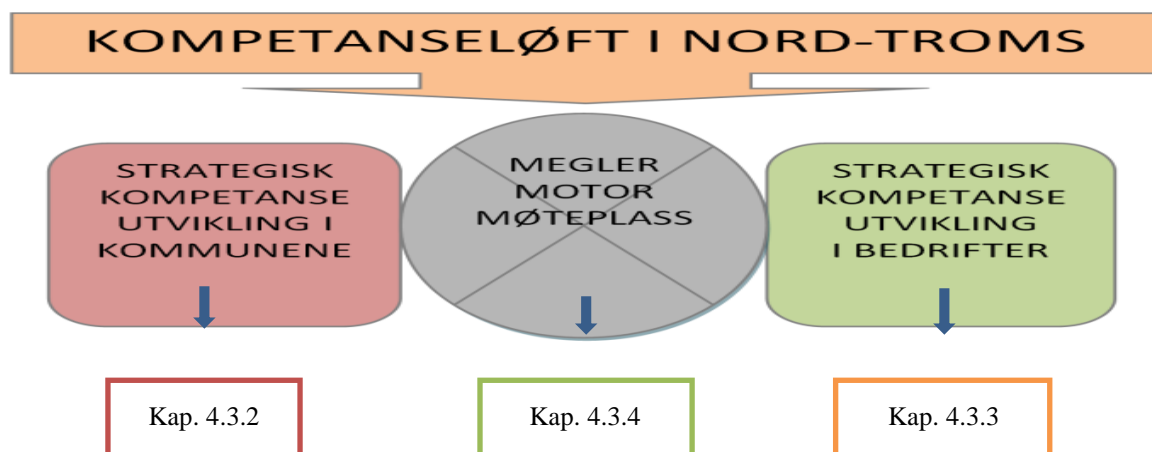 KOMPETANSELØFT I NORD-TROMS
STRATEGISK
KOMPETANSE
UTVIKLING I
KOMMUNENE
MEGLER
MOTOR
MØTEPLASS
STRATEGISK
KOMPETANSE
UTVIKLING
I BEDRIFTER
Kap. 4.3.2
Kap. 4.3.4
Kap. 4.3.3